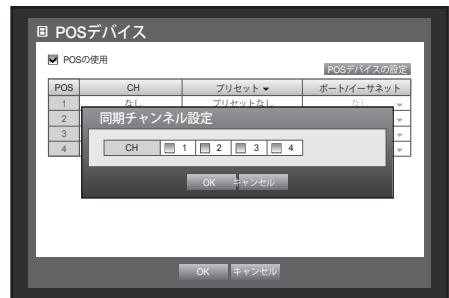 POSデバイス
POSの使用
POSデバイスの設定
POS CH プリセット ポート/イーサネット
1 なし プリセットなし なし
2
3
4
同期チャンネル設定
CH 1 2 3 4
OK キャンセル
OK キャンセル